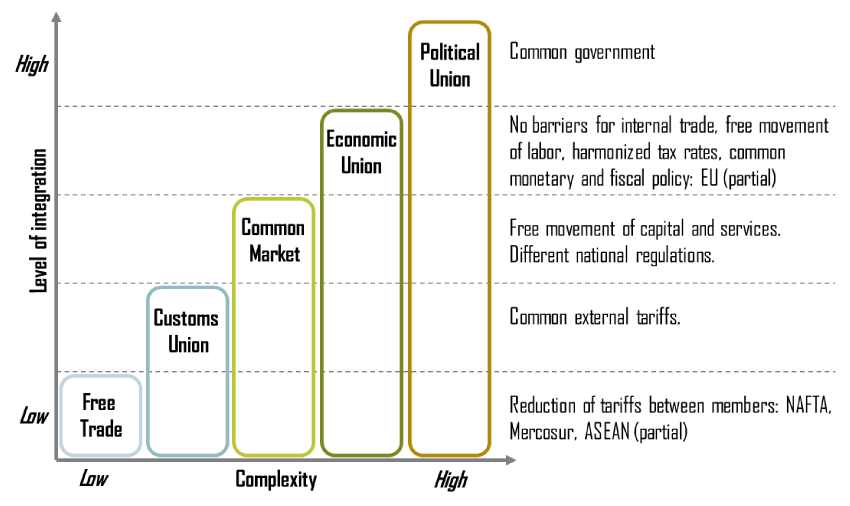 High
Political
Union
Common government
Economic
Union
No barriers for internal trade, free movement
of labor, harmonized tax rates, common
monetary and fiscal policy: EU (partial)
Level of integration
Common
Market
Free movement of capital and services.
Different national regulations.
Customs
Union
Common external tariffs.
Low
Free
Trade
Reduction of tariffs between members: NAFTA,
Mercosur, ASEAN (partial)
Low
Complexity
High